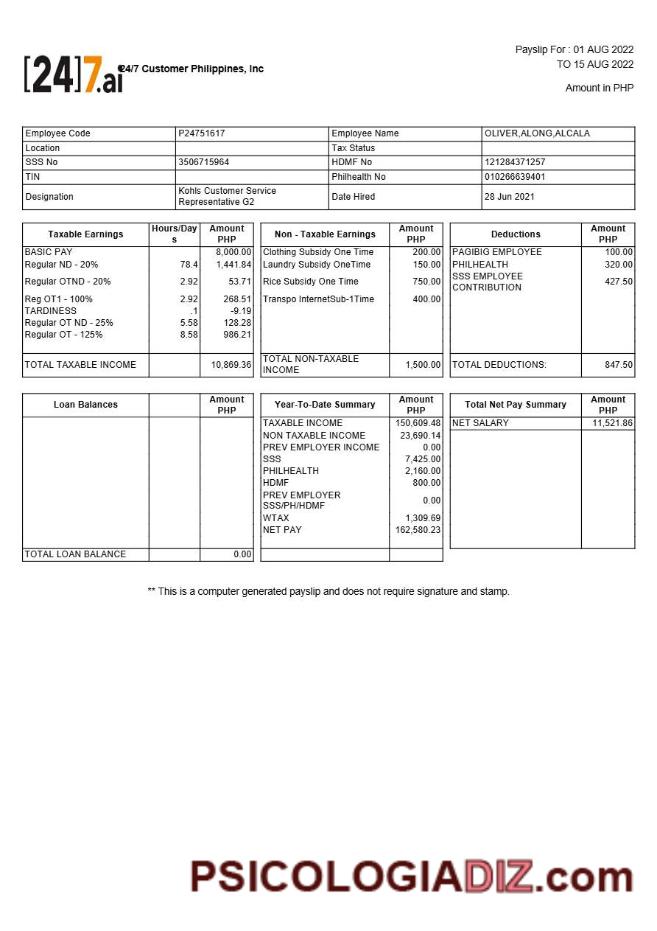 Payslip For : 01 AUG 2022
TO 15 AUG 2022
[24]7.ai 24/7 Customer Philippines, Inc
Amount in PHP
Employee Code P24751617 Employee Name OLIVER,ALONG,ALCALA
Location Tax Status
SSS No 3506715964 HDMF No 121284371257
TIN Philhealth No 010266639401
Designation Kohls Customer Service Representative G2 Date Hired 28 Jun 2021
Taxable Earnings Hours/Days Amount PHP Non - Taxable Earnings Amount PHP Deductions Amount PHP
BASIC PAY 8,000.00 Clothing Subsidy One Time 200.00 PAGIBIG EMPLOYEE 100.00
Regular ND - 20% 78.4 1,441.84 Laundry Subsidy OneTime 150.00 PHILHEALTH 320.00
Regular OTND - 20% 2.92 53.71 Rice Subsidy One Time 750.00 SSS EMPLOYEE CONTRIBUTION 427.50
Reg OT1 - 100% 2.92 268.51 Transpo InternetSub-1Time 400.00
TARDINESS .1 -9.19
Regular OT ND - 25% 5.58 128.28
Regular OT - 125% 8.58 986.21
TOTAL TAXABLE INCOME 10,869.36 TOTAL NON-TAXABLE INCOME 1,500.00 TOTAL DEDUCTIONS: 847.50
Loan Balances Amount PHP Year-To-Date Summary Amount PHP Total Net Pay Summary Amount PHP
TAXABLE INCOME 150,609.48 NET SALARY 11,521.86
NON TAXABLE INCOME 23,690.14
PREV EMPLOYER INCOME 0.00
SSS 7,425.00
PHILHEALTH 2,160.00
HDMF 800.00
PREV EMPLOYER SSS/PH/HDMF 0.00
WTAX 1,309.69
NET PAY 162,580.23
TOTAL LOAN BALANCE 0.00
** This is a computer generated payslip and does not require signature and stamp.
PSICOLOGIADIZ.com